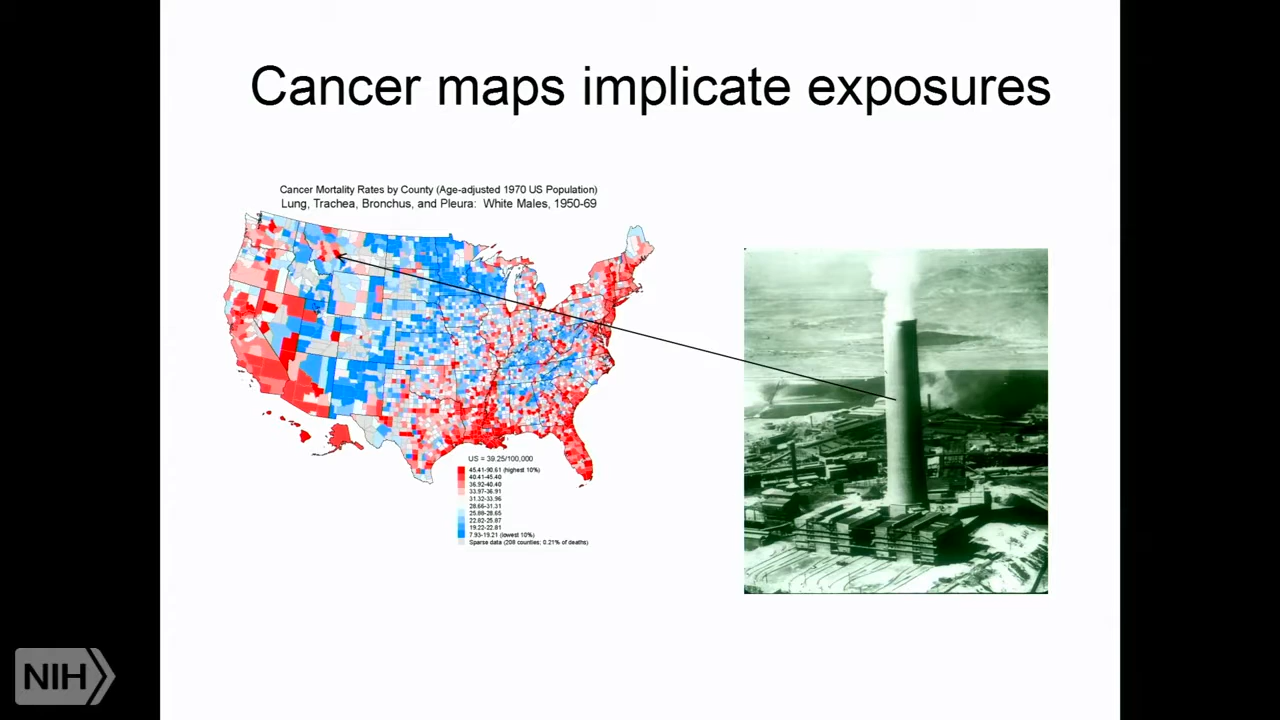 Cancer maps implicate exposures
Cancer Mortality Rates by County (Age-adjusted 1970 US Population)
Lung, Trachea, Bronchus, and Pleura: White Males, 1950-69
US = 39.25/100,000
45.41-90.61 (highest 10%)
40.41-45.40
36.92-40.40
33.97-36.91
31.32-33.96
28.66-31.31
25.88-28.65
22.82-25.87
19.22-22.81
7.93-19.21 (lowest 10%)
Sparse data (208 counties; 0.21% of deaths)
NIH